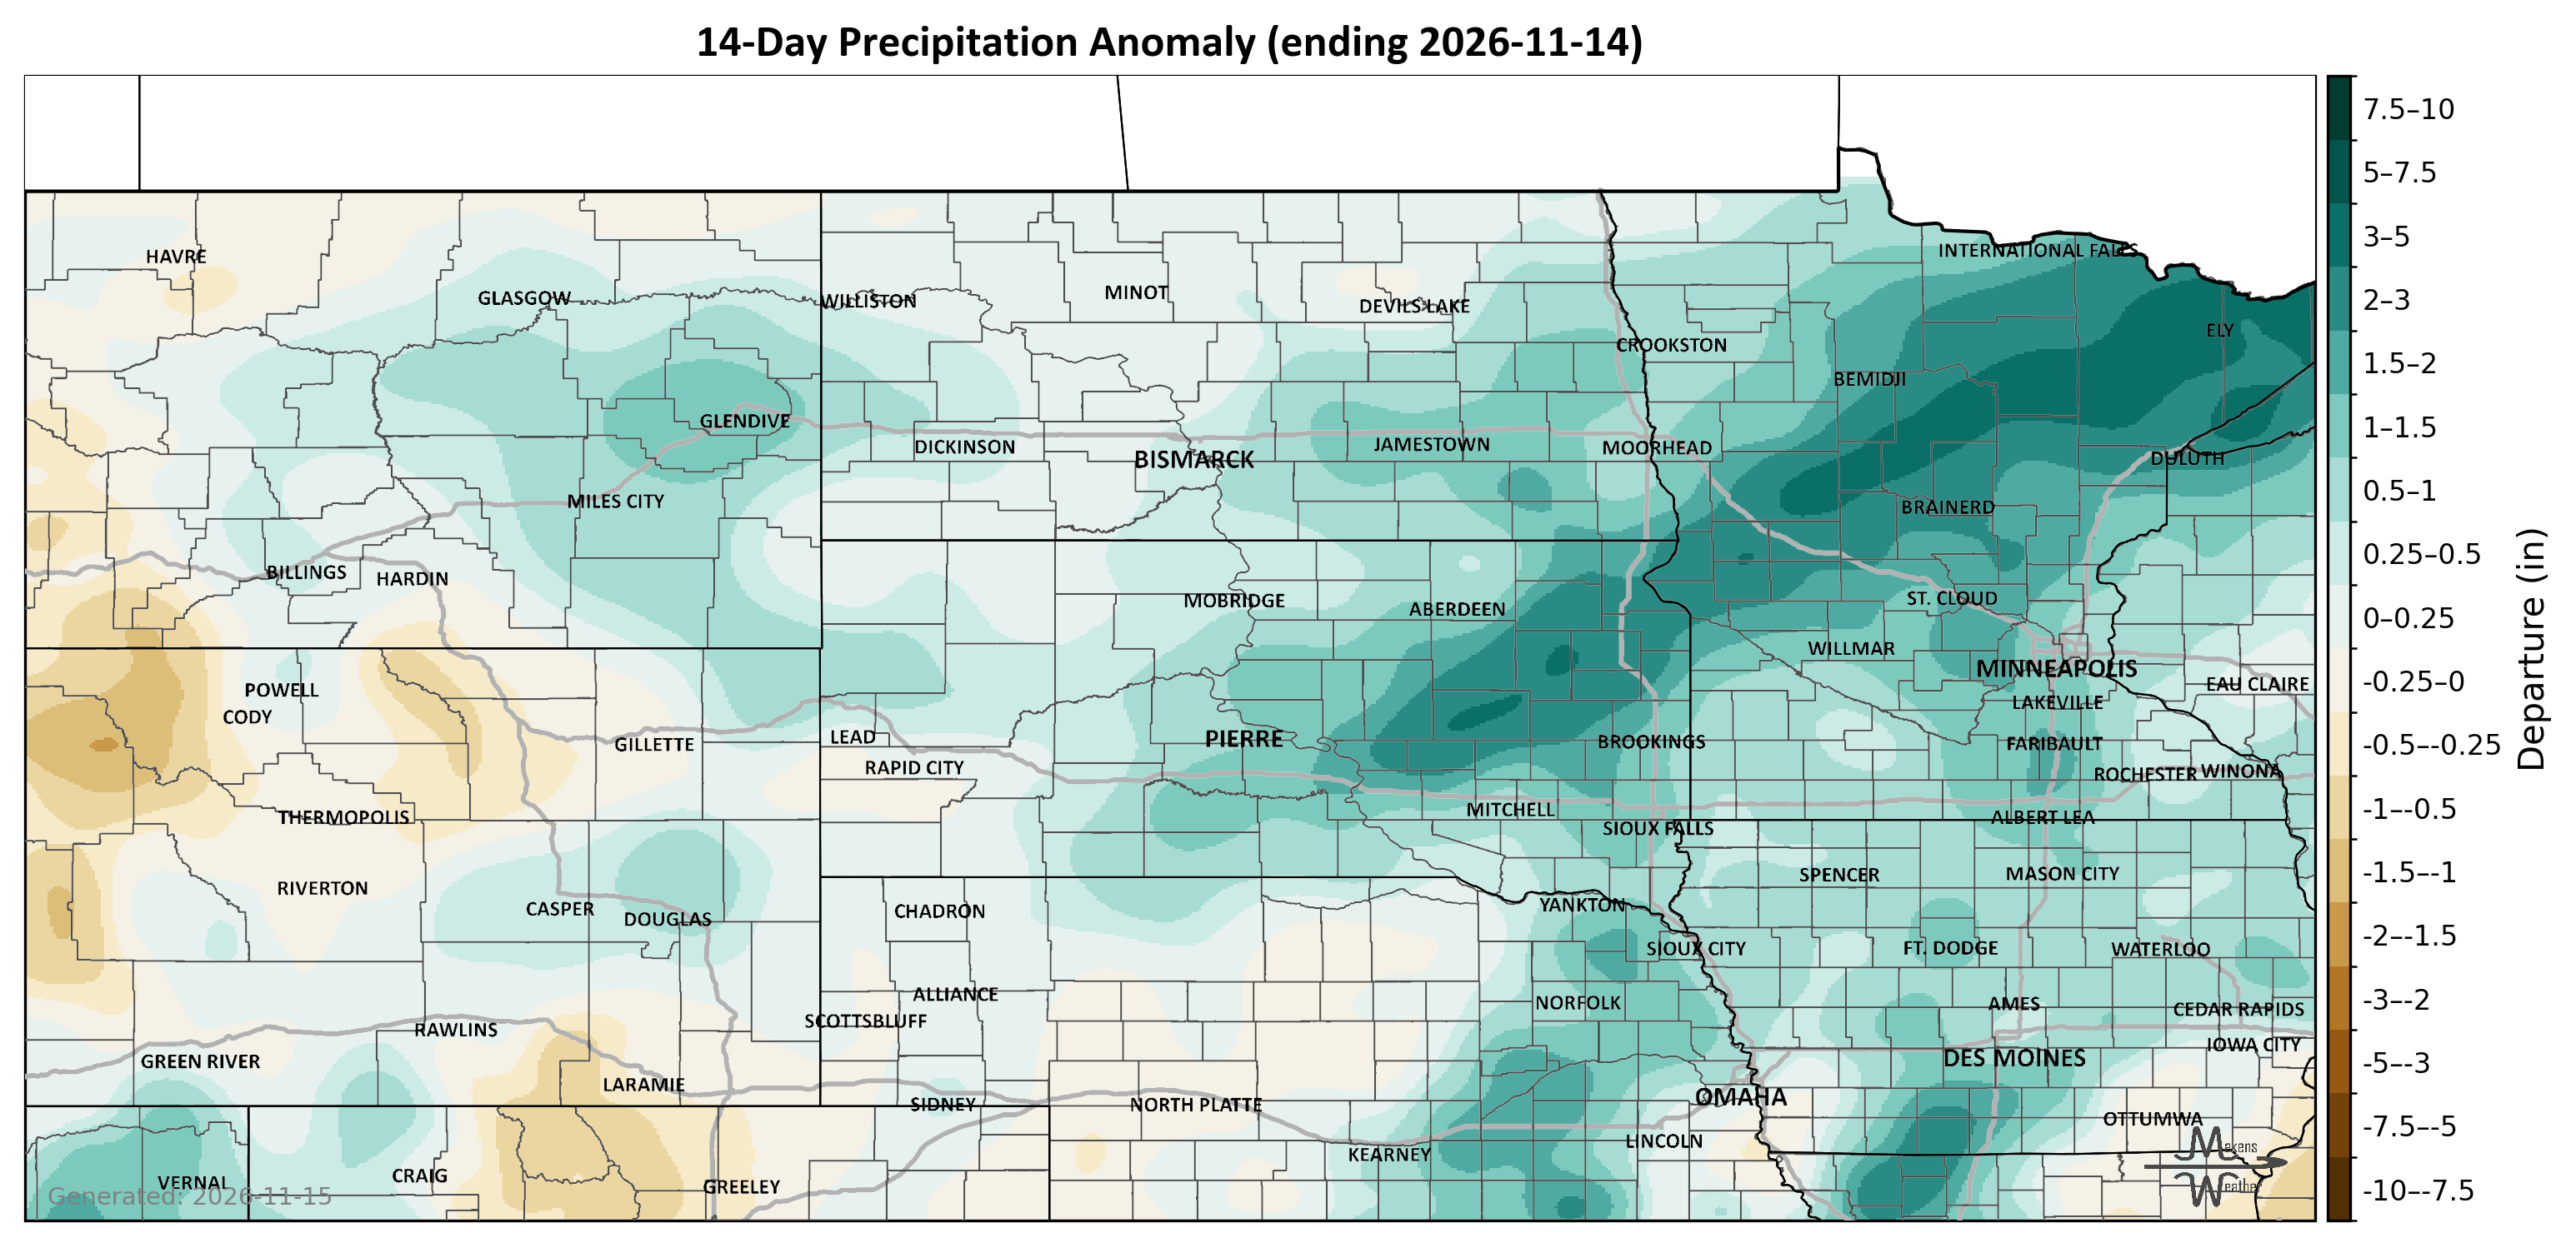 14-Day Precipitation Anomaly (ending 2026-11-14)
HAVRE
INTERNATIONAL FALLS
GLASGOW
WILLISTON
MINOT
DEVILS LAKE
ELY
CROOKSTON
BEMIDJI
GLENDIVE
DICKINSON
BISMARCK
JAMESTOWN
MOORHEAD
DULUTH
MILES CITY
BRAINERD
BILLINGS
HARDIN
MOBRIDGE
ABERDEEN
ST. CLOUD
WILLMAR
MINNEAPOLIS
EAU CLAIRE
POWELL
CODY
LAKEVILLE
GILLETTE
LEAD
PIERRE
BROOKINGS
FARIBAULT
RAPID CITY
ROCHESTER
WINONA
THERMOPOLIS
MITCHELL
ALBERT LEA
SIOUX FALLS
SPENCER
MASON CITY
RIVERTON
CASPER
DOUGLAS
CHADRON
YANKTON
SIOUX CITY
FT. DODGE
WATERLOO
ALLIANCE
NORFOLK
AMES
CEDAR RAPIDS
SCOTTSBLUFF
RAWLINS
IOWA CITY
GREEN RIVER
DES MOINES
LARAMIE
SIDNEY
NORTH PLATTE
OMAHA
OTTUMWA
LINCOLN
KEARNEY
VERNAL
CRAIG
GREELEY
Generated: 2026-11-15
Makens
Weather
7.5–10
5–7.5
3–5
2–3
1.5–2
1–1.5
0.5–1
0.25–0.5
0–0.25
-0.25–0
-0.5–-0.25
-1–-0.5
-1.5–-1
-2–-1.5
-3–-2
-5–-3
-7.5–-5
-10–-7.5
Departure (in)